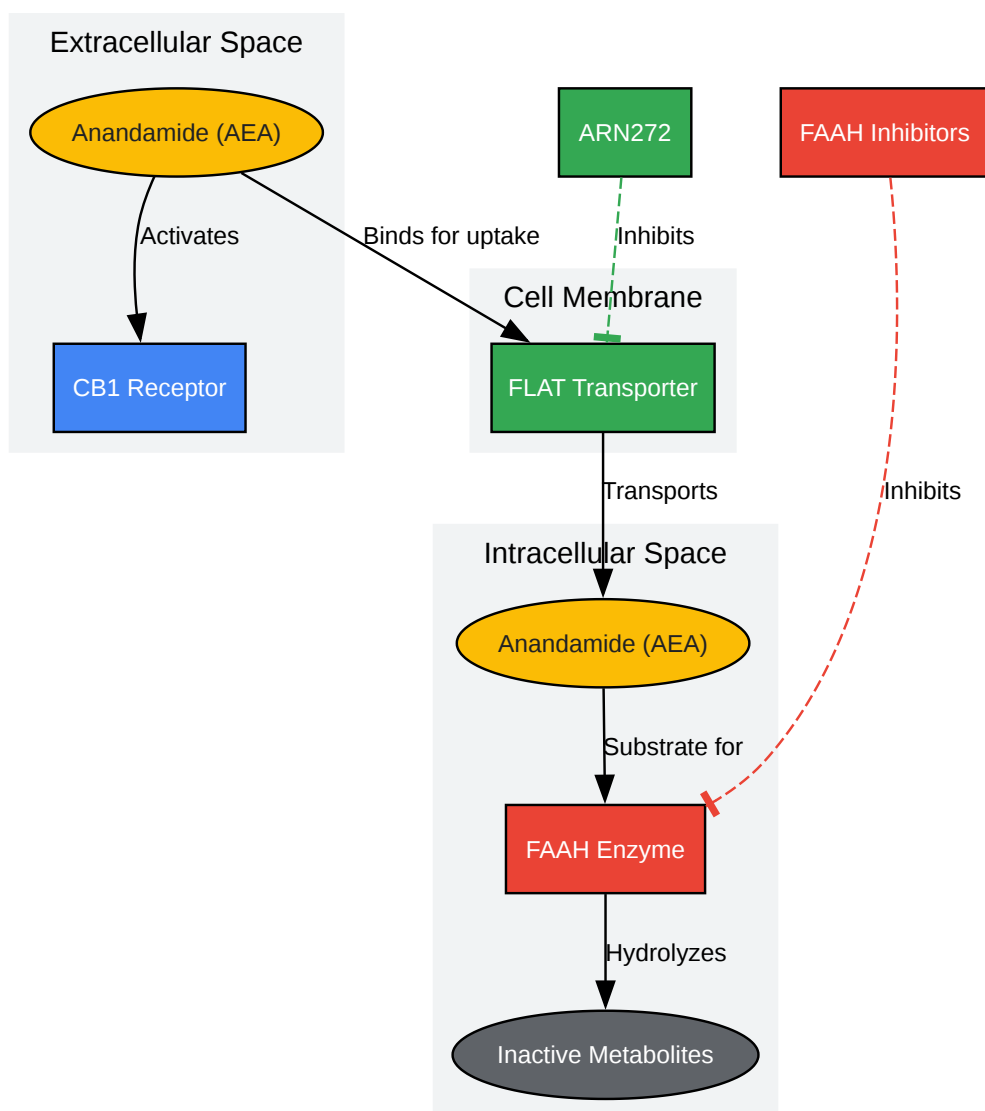 Extracellular Space
Anandamide (AEA)
ARN272
FAAH Inhibitors
Activates
Binds for uptake
Inhibits
Cell Membrane
CB1 Receptor
FLAT Transporter
Transports
Inhibits
Intracellular Space
Anandamide (AEA)
Substrate for
FAAH Enzyme
Hydrolyzes
Inactive Metabolites